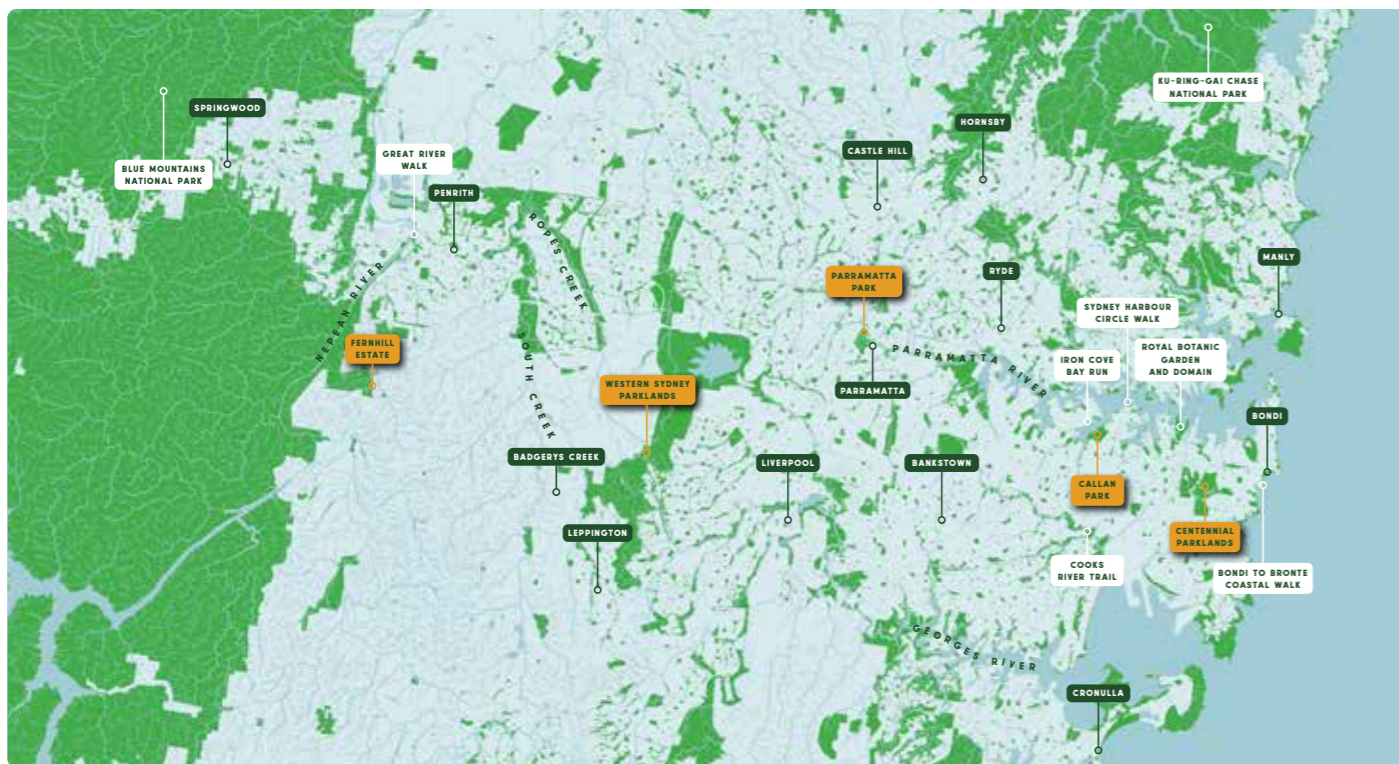 KU-RING-GAI CHASE
NATIONAL PARK
SPRINGWOOD
HORNSBY
CASTLE HILL
GREAT RIVER
WALK
BLUE MOUNTAINS
NATIONAL PARK
PENRITH
ROPES CREEK
MANLY
PARRAMATTA
PARK
RYDE
NEPEAN RIVER
SYDNEY HARBOUR
CIRCLE WALK
FERNHILL
ESTATE
SOUTH CREEK
PARRAMATTA RIVER
IRON COVE
BAY RUN
ROYAL BOTANIC
GARDEN
AND DOMAIN
WESTERN SYDNEY
PARKLANDS
PARRAMATTA
BONDI
BADGERYS CREEK
LIVERPOOL
BANKSTOWN
CALLAN
PARK
LEPPINGTON
CENTENNIAL
PARKLANDS
COOKS
RIVER TRAIL
BONDI TO BRONTE
COASTAL WALK
GEORGES RIVER
CRONULLA